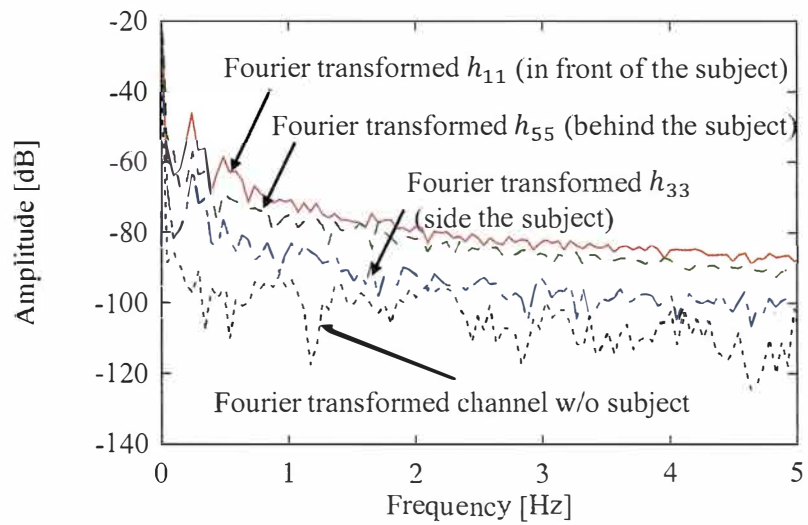 -20
-40
-60
-80
-100
-120
-140
Amplitude [dB]
Fourier transformed h₁₁ (in front of the subject)
Fourier transformed h₅₅ (behind the subject)
Fourier transformed h₃₃
(side the subject)
Fourier transformed channel w/o subject
0 1 2 3 4 5
Frequency [Hz]